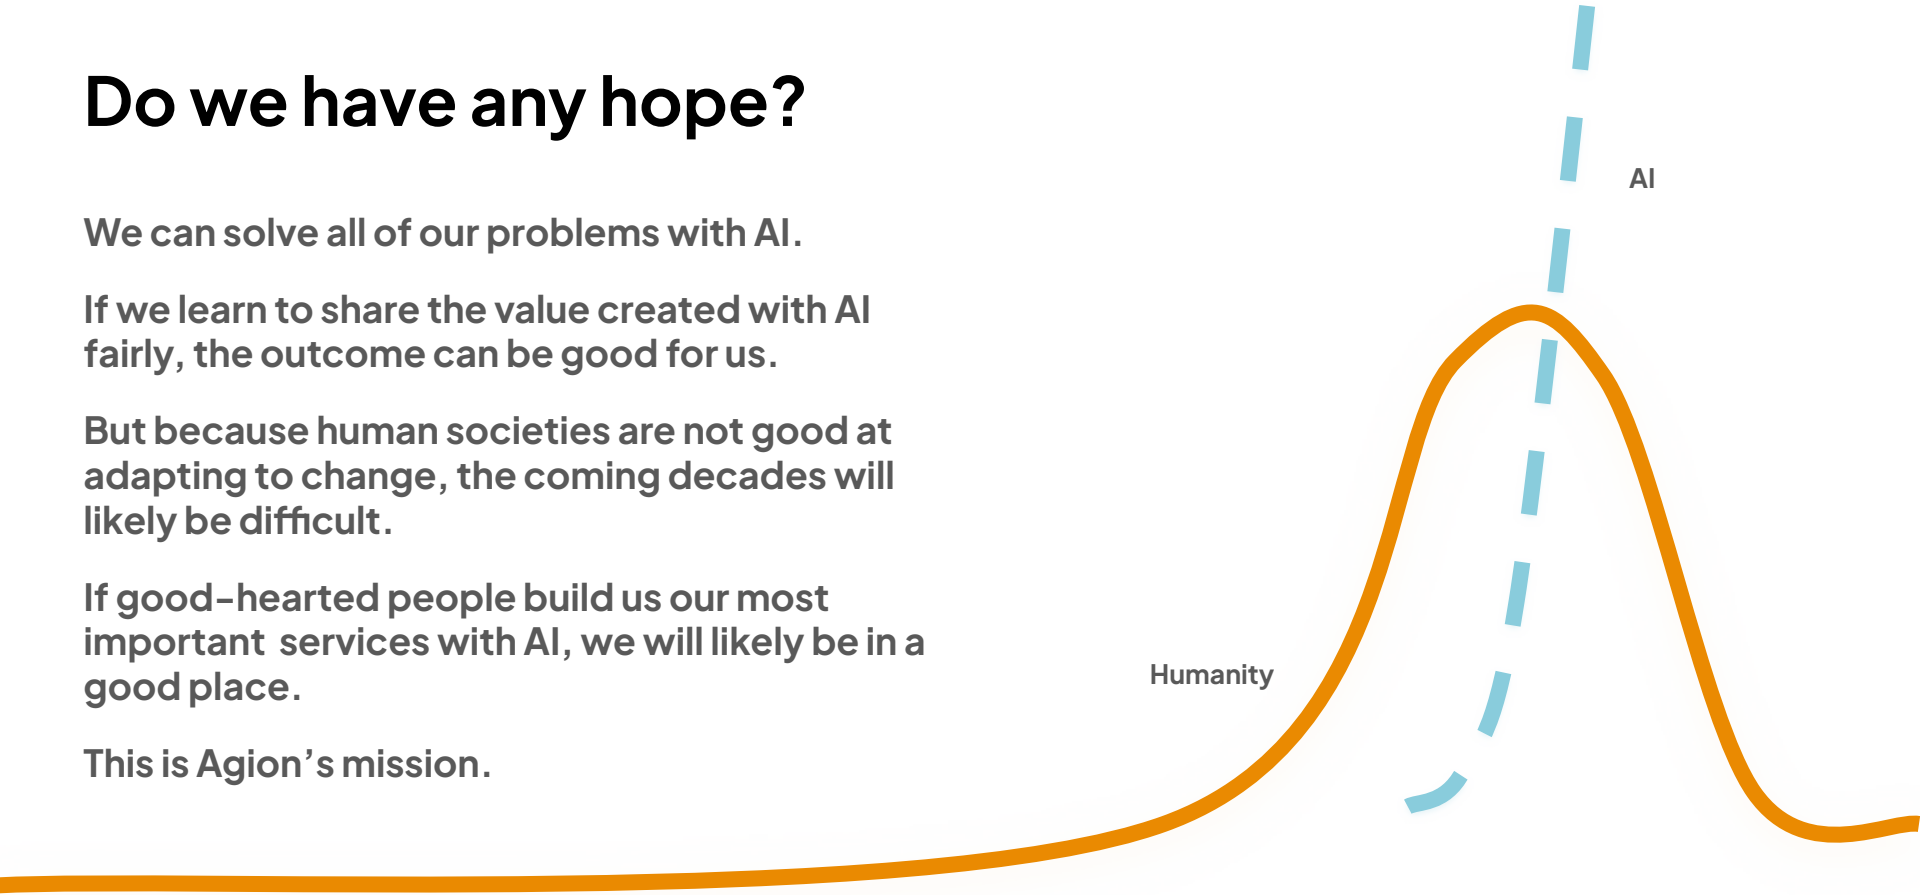 Do we have any hope?
We can solve all of our problems with AI.
If we learn to share the value created with AI
fairly, the outcome can be good for us.
But because human societies are not good at
adapting to change, the coming decades will
likely be difficult.
If good-hearted people build us our most
important  services with AI, we will likely be in a
good place.
This is Agion’s mission.
AI
Humanity